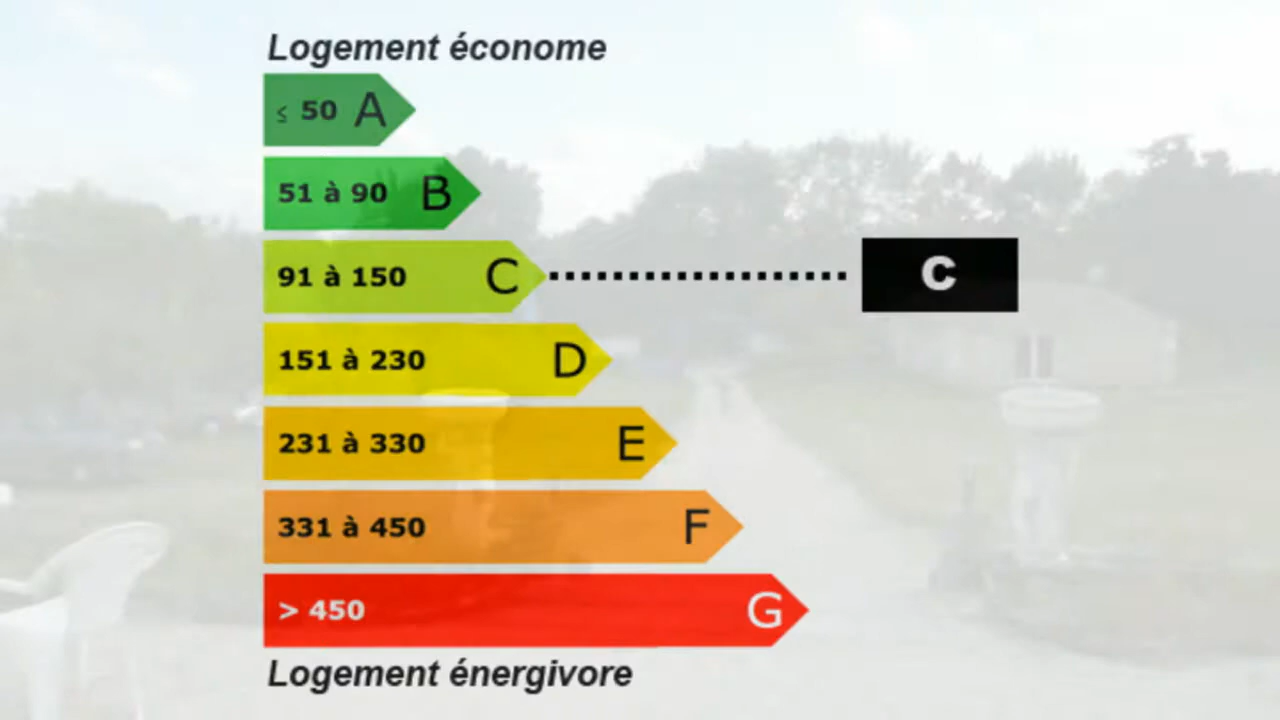 Logement économe
≤ 50 A
51 à 90 B
91 à 150 C
C
151 à 230 D
231 à 330 E
331 à 450 F
> 450 G
Logement énergivore